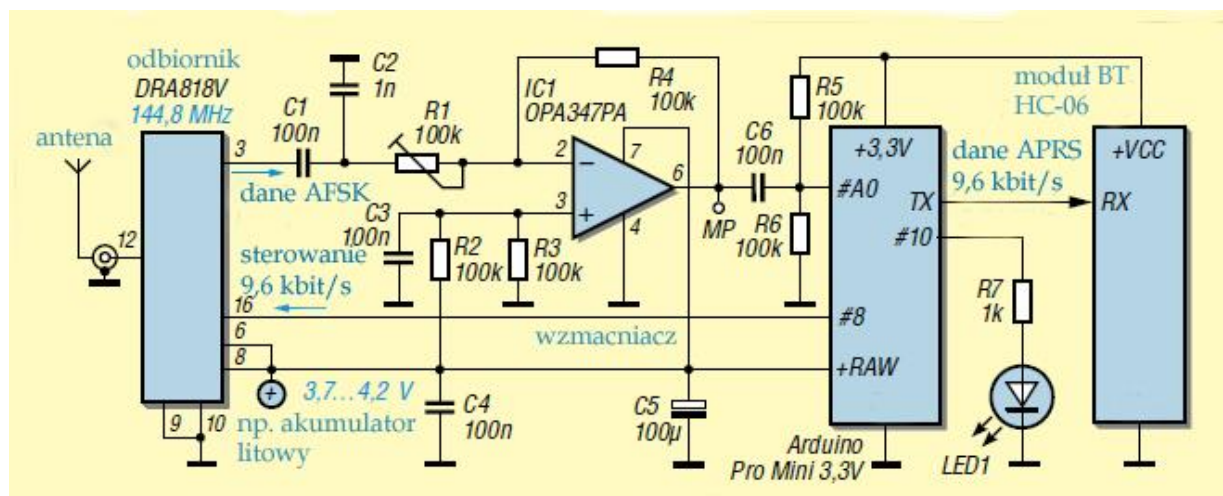 odbiornik
DRA818V
144,8 MHz
antena
12
3
16
6
8
9
10
C1
100n
dane AFSK
C2
1n
R1
100k
C3
100n
sterowanie
9,6 kbit/s
R2
100k
R3
100k
3,7...4,2 V
np. akumulator
litowy
C4
100n
IC1
OPA347PA
R4
100k
2
3
7
4
6
−
+
MP
wzmacniacz
C5
100µ
C6
100n
R5
100k
R6
100k
+3,3V
#A0
TX
#10
#8
+RAW
Arduino
Pro Mini 3,3V
moduł BT
HC-06
dane APRS
9,6 kbit/s
+VCC
RX
R7
1k
LED1